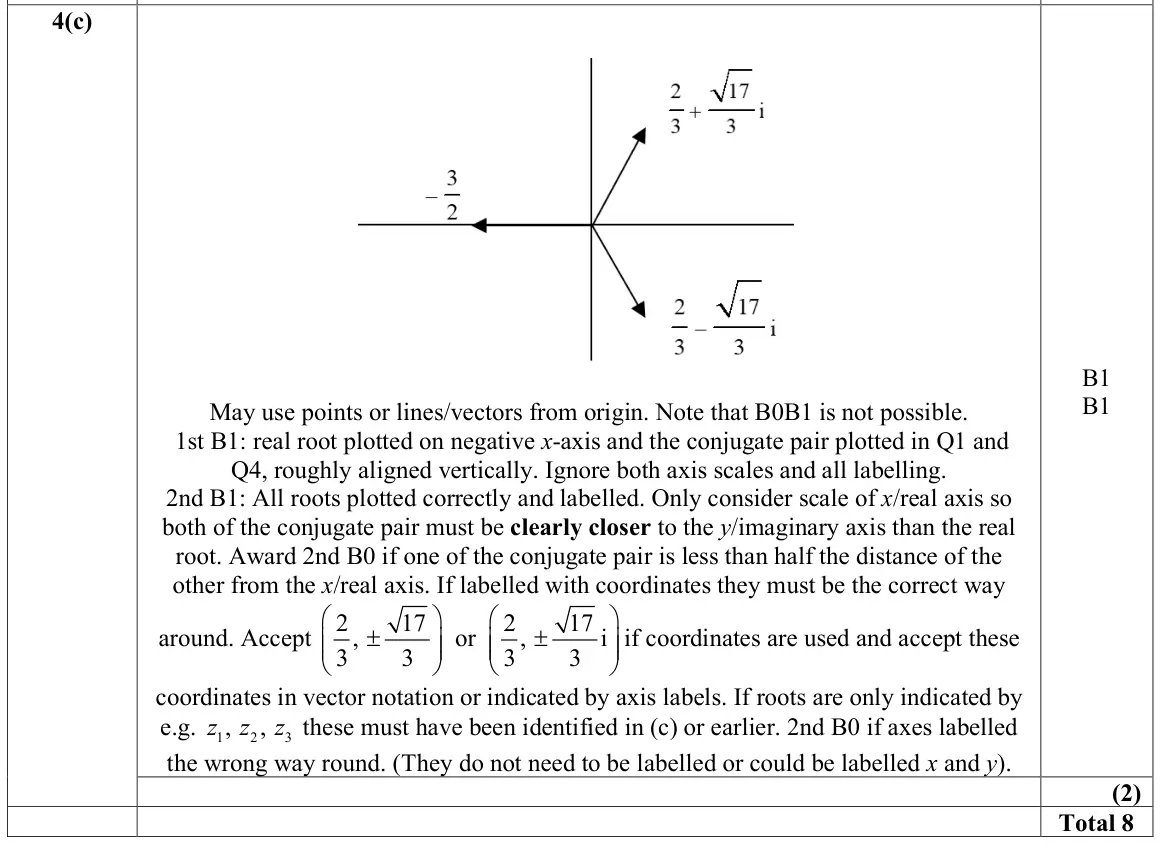 4(c)
2/3 + √17/3 i
− 3/2
2/3 − √17/3 i
B1
B1
May use points or lines/vectors from origin. Note that B0B1 is not possible.
1st B1: real root plotted on negative x-axis and the conjugate pair plotted in Q1 and
Q4, roughly aligned vertically. Ignore both axis scales and all labelling.
2nd B1: All roots plotted correctly and labelled. Only consider scale of x/real axis so
both of the conjugate pair must be clearly closer to the y/imaginary axis than the real
root. Award 2nd B0 if one of the conjugate pair is less than half the distance of the
other from the x/real axis. If labelled with coordinates they must be the correct way
around. Accept (2/3, ± √17/3) or (2/3, ± √17/3 i) if coordinates are used and accept these
coordinates in vector notation or indicated by axis labels. If roots are only indicated by
e.g. z₁, z₂, z₃ these must have been identified in (c) or earlier. 2nd B0 if axes labelled
the wrong way round. (They do not need to be labelled or could be labelled x and y).
(2)
Total 8